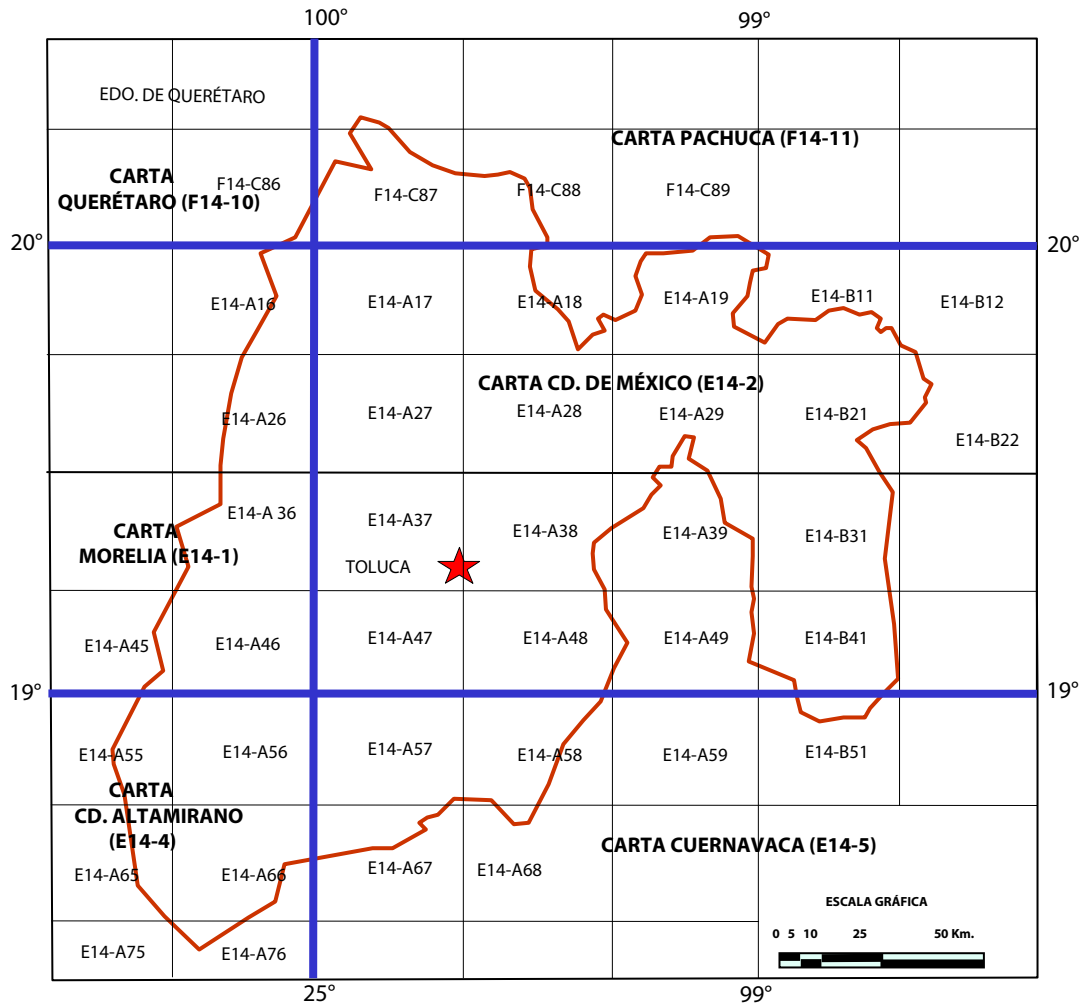 100°
99°
EDO. DE QUERÉTARO
CARTA PACHUCA (F14-11)
CARTA
QUERÉTARO (F14-10)
F14-C86
F14-C87
F14-C88
F14-C89
20°
20°
E14-A16
E14-A17
E14-A18
E14-A19
E14-B11
E14-B12
CARTA CD. DE MÉXICO (E14-2)
E14-A26
E14-A27
E14-A28
E14-A29
E14-B21
E14-B22
E14-A 36
E14-A37
E14-A38
E14-A39
E14-B31
CARTA
MORELIA (E14-1)
TOLUCA
E14-A45
E14-A46
E14-A47
E14-A48
E14-A49
E14-B41
19°
19°
E14-A55
E14-A56
E14-A57
E14-A58
E14-A59
E14-B51
CARTA
CD. ALTAMIRANO
(E14-4)
CARTA CUERNAVACA (E14-5)
E14-A65
E14-A66
E14-A67
E14-A68
ESCALA GRÁFICA
0 5 10 25 50 Km.
E14-A75
E14-A76
25°
99°